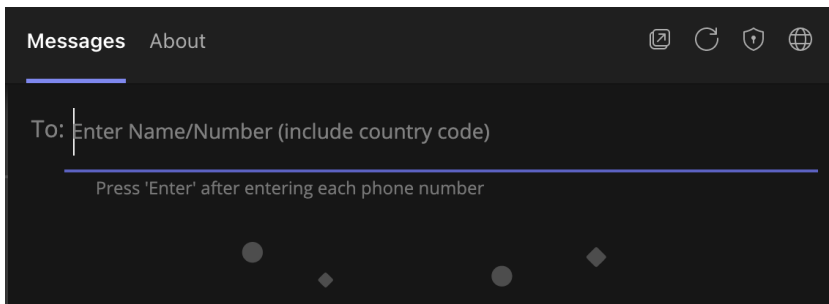 Messages About
To: Enter Name/Number (include country code)
Press 'Enter' after entering each phone number